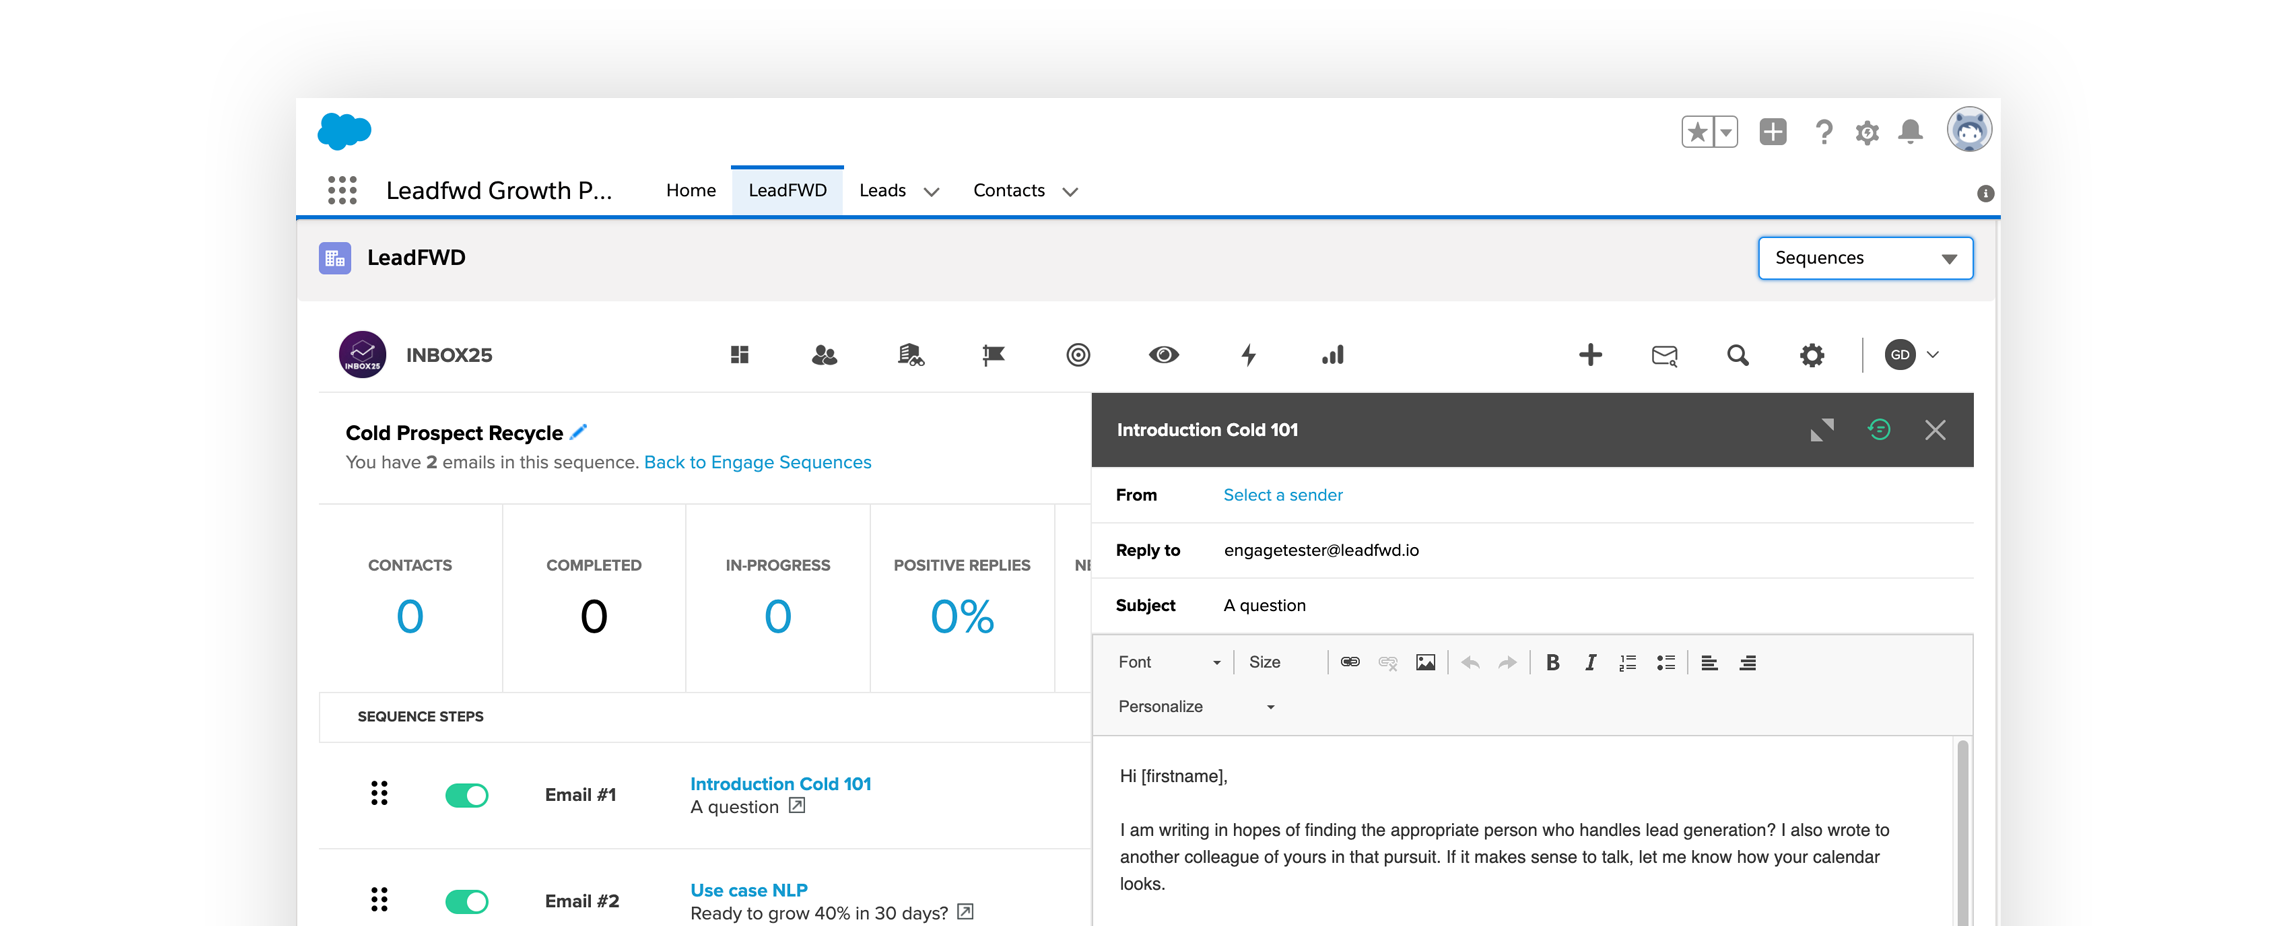 Leadfwd Growth P...
Home
LeadFWD
Leads
Contacts
LeadFWD
Sequences
INBOX25
INBOX25
GD
Cold Prospect Recycle
You have 2 emails in this sequence. Back to Engage Sequences
CONTACTS
0
COMPLETED
0
IN-PROGRESS
0
POSITIVE REPLIES
0%
SEQUENCE STEPS
Email #1
Introduction Cold 101
A question
Email #2
Use case NLP
Ready to grow 40% in 30 days?
Introduction Cold 101
From Select a sender
Reply to engagetester@leadfwd.io
Subject A question
Font Size
Personalize
Hi [firstname],
I am writing in hopes of finding the appropriate person who handles lead generation? I also wrote to
another colleague of yours in that pursuit. If it makes sense to talk, let me know how your calendar
looks.